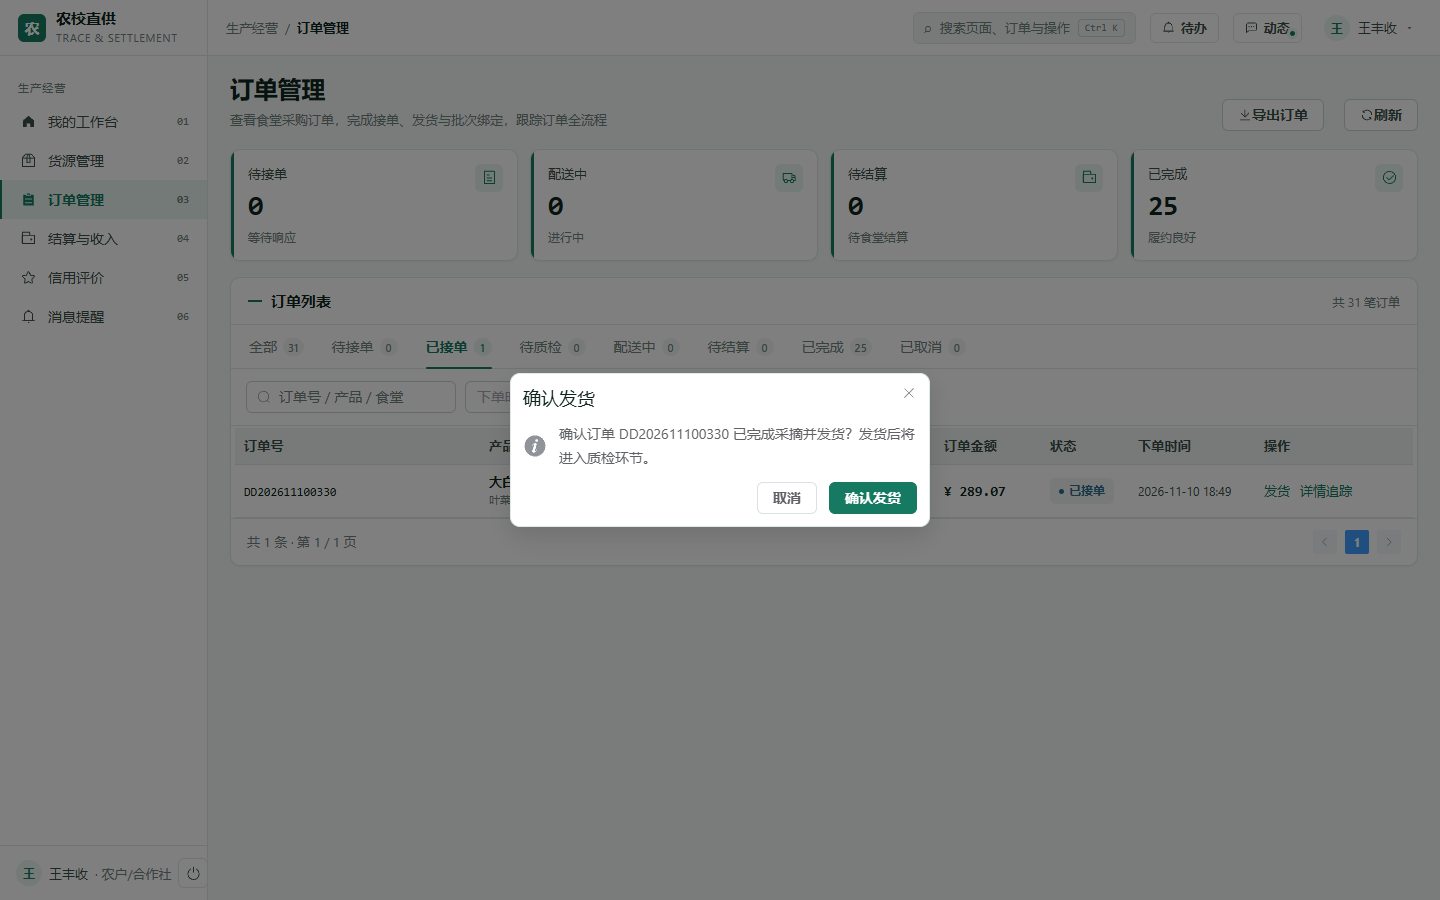 农校直供
TRACE & SETTLEMENT
生产经营 / 订单管理
搜索页面、订单与操作 Ctrl K
待办
动态
王 王丰收
生产经营
我的工作台 01
货源管理 02
订单管理 03
结算与收入 04
信用评价 05
消息提醒 06
订单管理
查看食堂采购订单，完成接单、发货与批次绑定，跟踪订单全流程
导出订单
刷新
待接单
0
等待响应
配送中
0
进行中
待结算
0
待食堂结算
已完成
25
履约良好
订单列表
共 31 笔订单
全部 31 待接单 0 已接单 1 待质检 0 配送中 0 待结算 0 已完成 25 已取消 0
订单号 / 产品 / 食堂
确认发货
确认订单 DD202611100330 已完成采摘并发货？发货后将
进入质检环节。
取消
确认发货
订单号 订单金额 状态 下单时间 操作
DD202611100330 ¥ 289.07 已接单 2026-11-10 18:49 发货 详情追踪
共 1 条 · 第 1 / 1 页
1
王 王丰收 · 农户/合作社